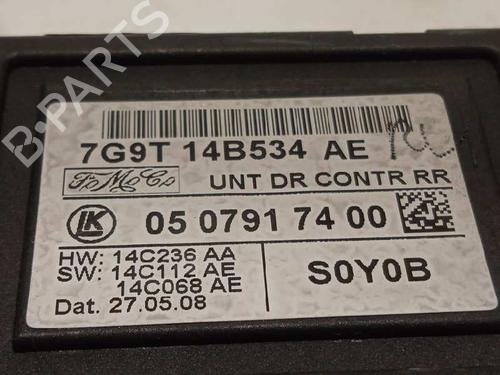 7G9T 14B534 AE
FoMoCo
UNT DR CONTR RR
LK
05 0791 74 00
HW: 14C236 AA
SW: 14C112 AE
14C068 AE
S0Y0B
Dat. 27.05.08
B-PARTS